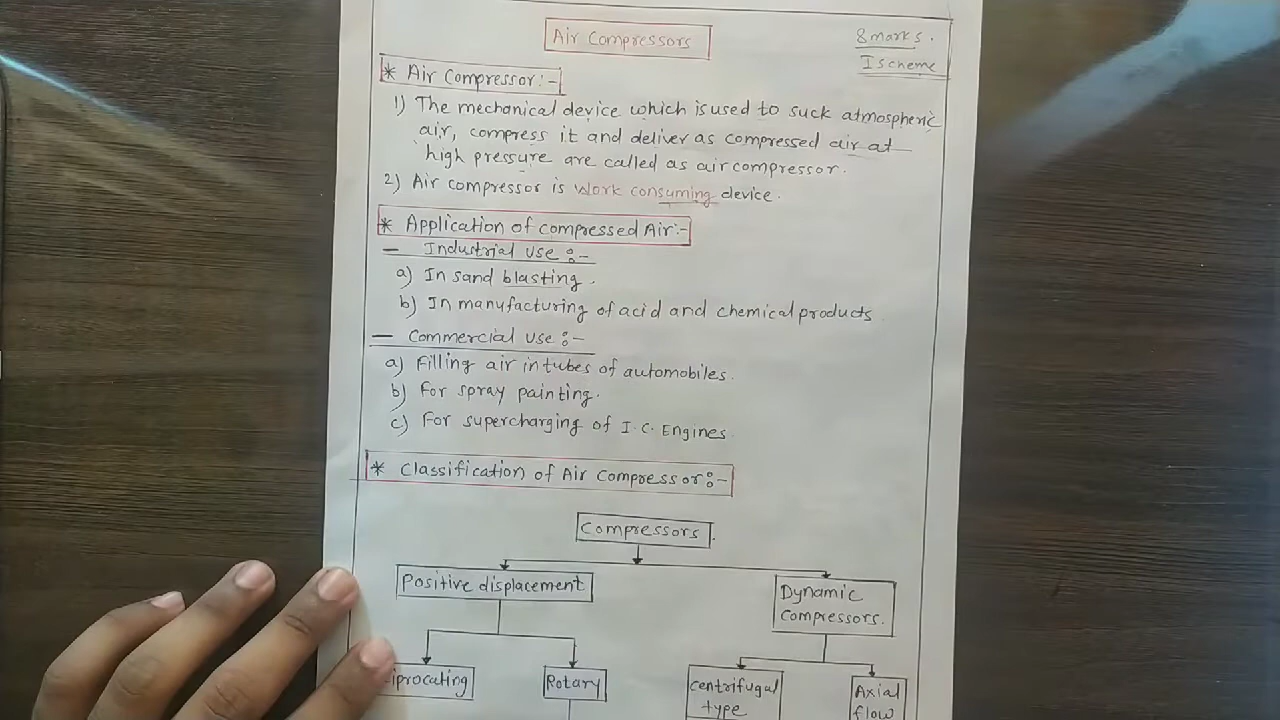 Air Compressors
8 marks.
I scheme
* Air Compressor:-
1) The mechanical device which is used to suck atmospheric
air, compress it and deliver as compressed air at
high pressure are called as air compressor.
2) Air compressor is work consuming device.
* Application of compressed Air:-
— Industrial use :-
a) In sand blasting.
b) In manufacturing of acid and chemical products
— Commercial use :-
a) Filling air in tubes of automobiles.
b) For spray painting.
c) For supercharging of I.C. Engines.
* Classification of Air Compressor:-
Compressors.
Positive displacement
Dynamic
Compressors.
iprocating
Rotary
Centrifugal
type
Axial
flow